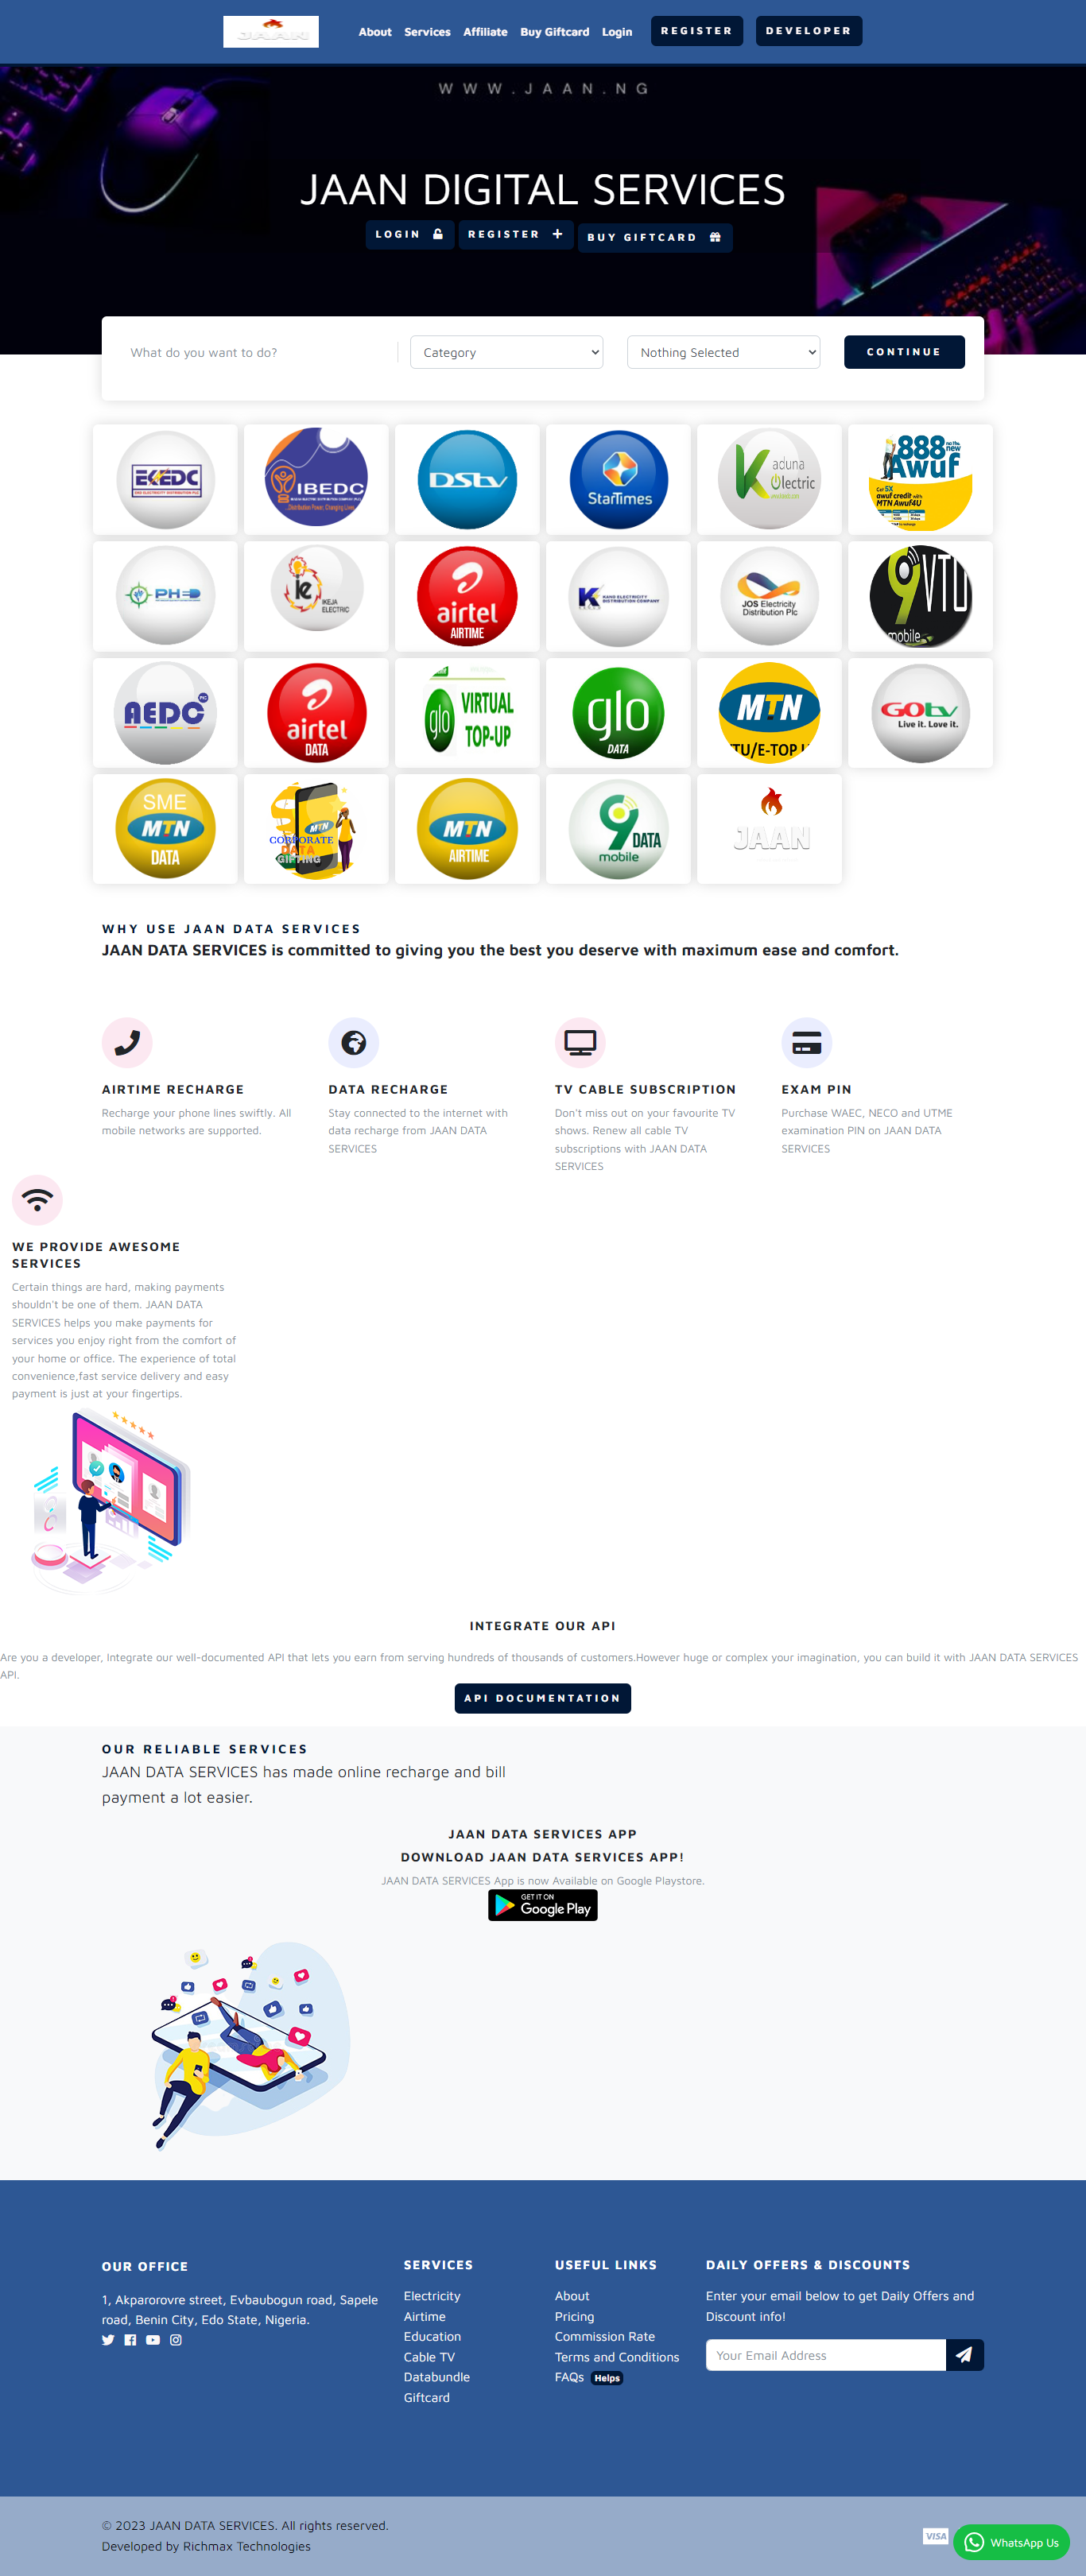 JAAN
About Services Affiliate Buy Giftcard Login REGISTER DEVELOPER
WWW.JAAN.NG
JAAN DIGITAL SERVICES
LOGIN REGISTER BUY GIFTCARD
What do you want to do? Category Nothing Selected CONTINUE
EKEDC
IBEDC
DStv
StarTimes
Kaduna Electric
888 new
Awuf
Get 5X
awuf credit with
MTN Awuf4U
PHED
ie IKEJA
ELECTRIC
airtel
AIRTIME
KANO ELECTRICITY
DISTRIBUTION COMPANY
JOS Electricity
Distribution Plc
9 VTU
mobile
AEDC
airtel
DATA
glo VIRTUAL
TOP-UP
glo
DATA
MTN
VTU/E-TOP U
GOtv
Live it. Love it.
SME
MTN
DATA
MTN
CORPORATE
DATA
GIFTING
MTN
AIRTIME
9 DATA
mobile
JAAN
WHY USE JAAN DATA SERVICES
JAAN DATA SERVICES is committed to giving you the best you deserve with maximum ease and comfort.
AIRTIME RECHARGE
Recharge your phone lines swiftly. All
mobile networks are supported.
DATA RECHARGE
Stay connected to the internet with
data recharge from JAAN DATA
SERVICES
TV CABLE SUBSCRIPTION
Don't miss out on your favourite TV
shows. Renew all cable TV
subscriptions with JAAN DATA
SERVICES
EXAM PIN
Purchase WAEC, NECO and UTME
examination PIN on JAAN DATA
SERVICES
WE PROVIDE AWESOME
SERVICES
Certain things are hard, making payments
shouldn't be one of them. JAAN DATA
SERVICES helps you make payments for
services you enjoy right from the comfort of
your home or office. The experience of total
convenience,fast service delivery and easy
payment is just at your fingertips.
INTEGRATE OUR API
Are you a developer, Integrate our well-documented API that lets you earn from serving hundreds of thousands of customers.However huge or complex your imagination, you can build it with JAAN DATA SERVICES
API.
API DOCUMENTATION
OUR RELIABLE SERVICES
JAAN DATA SERVICES has made online recharge and bill
payment a lot easier.
JAAN DATA SERVICES APP
DOWNLOAD JAAN DATA SERVICES APP!
JAAN DATA SERVICES App is now Available on Google Playstore.
GET IT ON
Google Play
OUR OFFICE
1, Akparorovre street, Evbaubogun road, Sapele
road, Benin City, Edo State, Nigeria.
SERVICES
Electricity
Airtime
Education
Cable TV
Databundle
Giftcard
USEFUL LINKS
About
Pricing
Commission Rate
Terms and Conditions
FAQs Helps
DAILY OFFERS & DISCOUNTS
Enter your email below to get Daily Offers and
Discount info!
Your Email Address
© 2023 JAAN DATA SERVICES. All rights reserved.
Developed by Richmax Technologies
VISA
WhatsApp Us